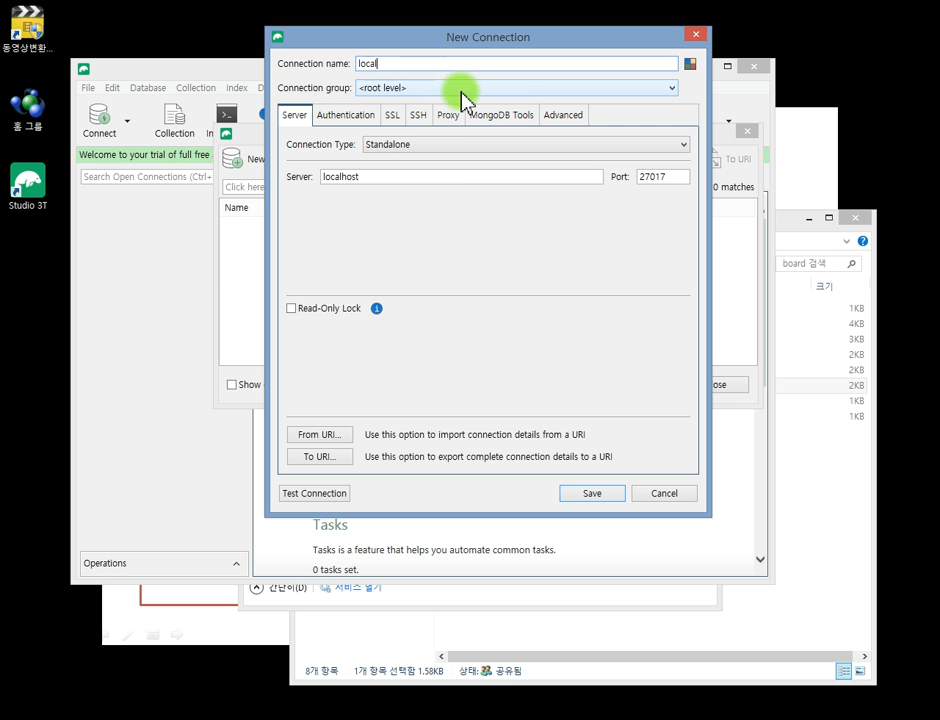 동영상변환...
홈 그룹
Studio 3T
New Connection
Connection name: local
Connection group: <root level>
Server Authentication SSL SSH Proxy MongoDB Tools Advanced
Connection Type: Standalone
Server: localhost Port: 27017
Read-Only Lock
From URI... Use this option to import connection details from a URI
To URI... Use this option to export complete connection details to a URI
Test Connection Save Cancel
File Edit Database Collection Index
Connect Collection
Welcome to your trial of full free
Search Open Connections (Ctrl+
Operations
New
To URI
Click here
0 matches
Name
Show
ose
Tasks
Tasks is a feature that helps you automate common tasks.
0 tasks set.
간단히(D) 서비스 열기
board 검색
크기
1KB
4KB
3KB
2KB
2KB
2KB
1KB
1KB
8개 항목 1개 항목 선택함 1.58KB 상태: 공유됨